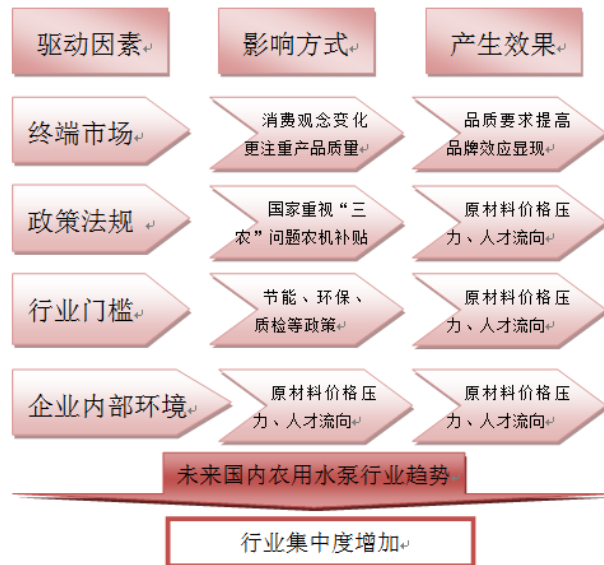 驱动因素
影响方式
产生效果
终端市场
消费观念变化
更注重产品质量
品质要求提高
品牌效应显现
政策法规
国家重视“三
农”问题农机补贴
原材料价格压
力、人才流向
行业门槛
节能、环保、
质检等政策
原材料价格压
力、人才流向
企业内部环境
原材料价格压
力、人才流向
原材料价格压
力、人才流向
未来国内农用水泵行业趋势
行业集中度增加